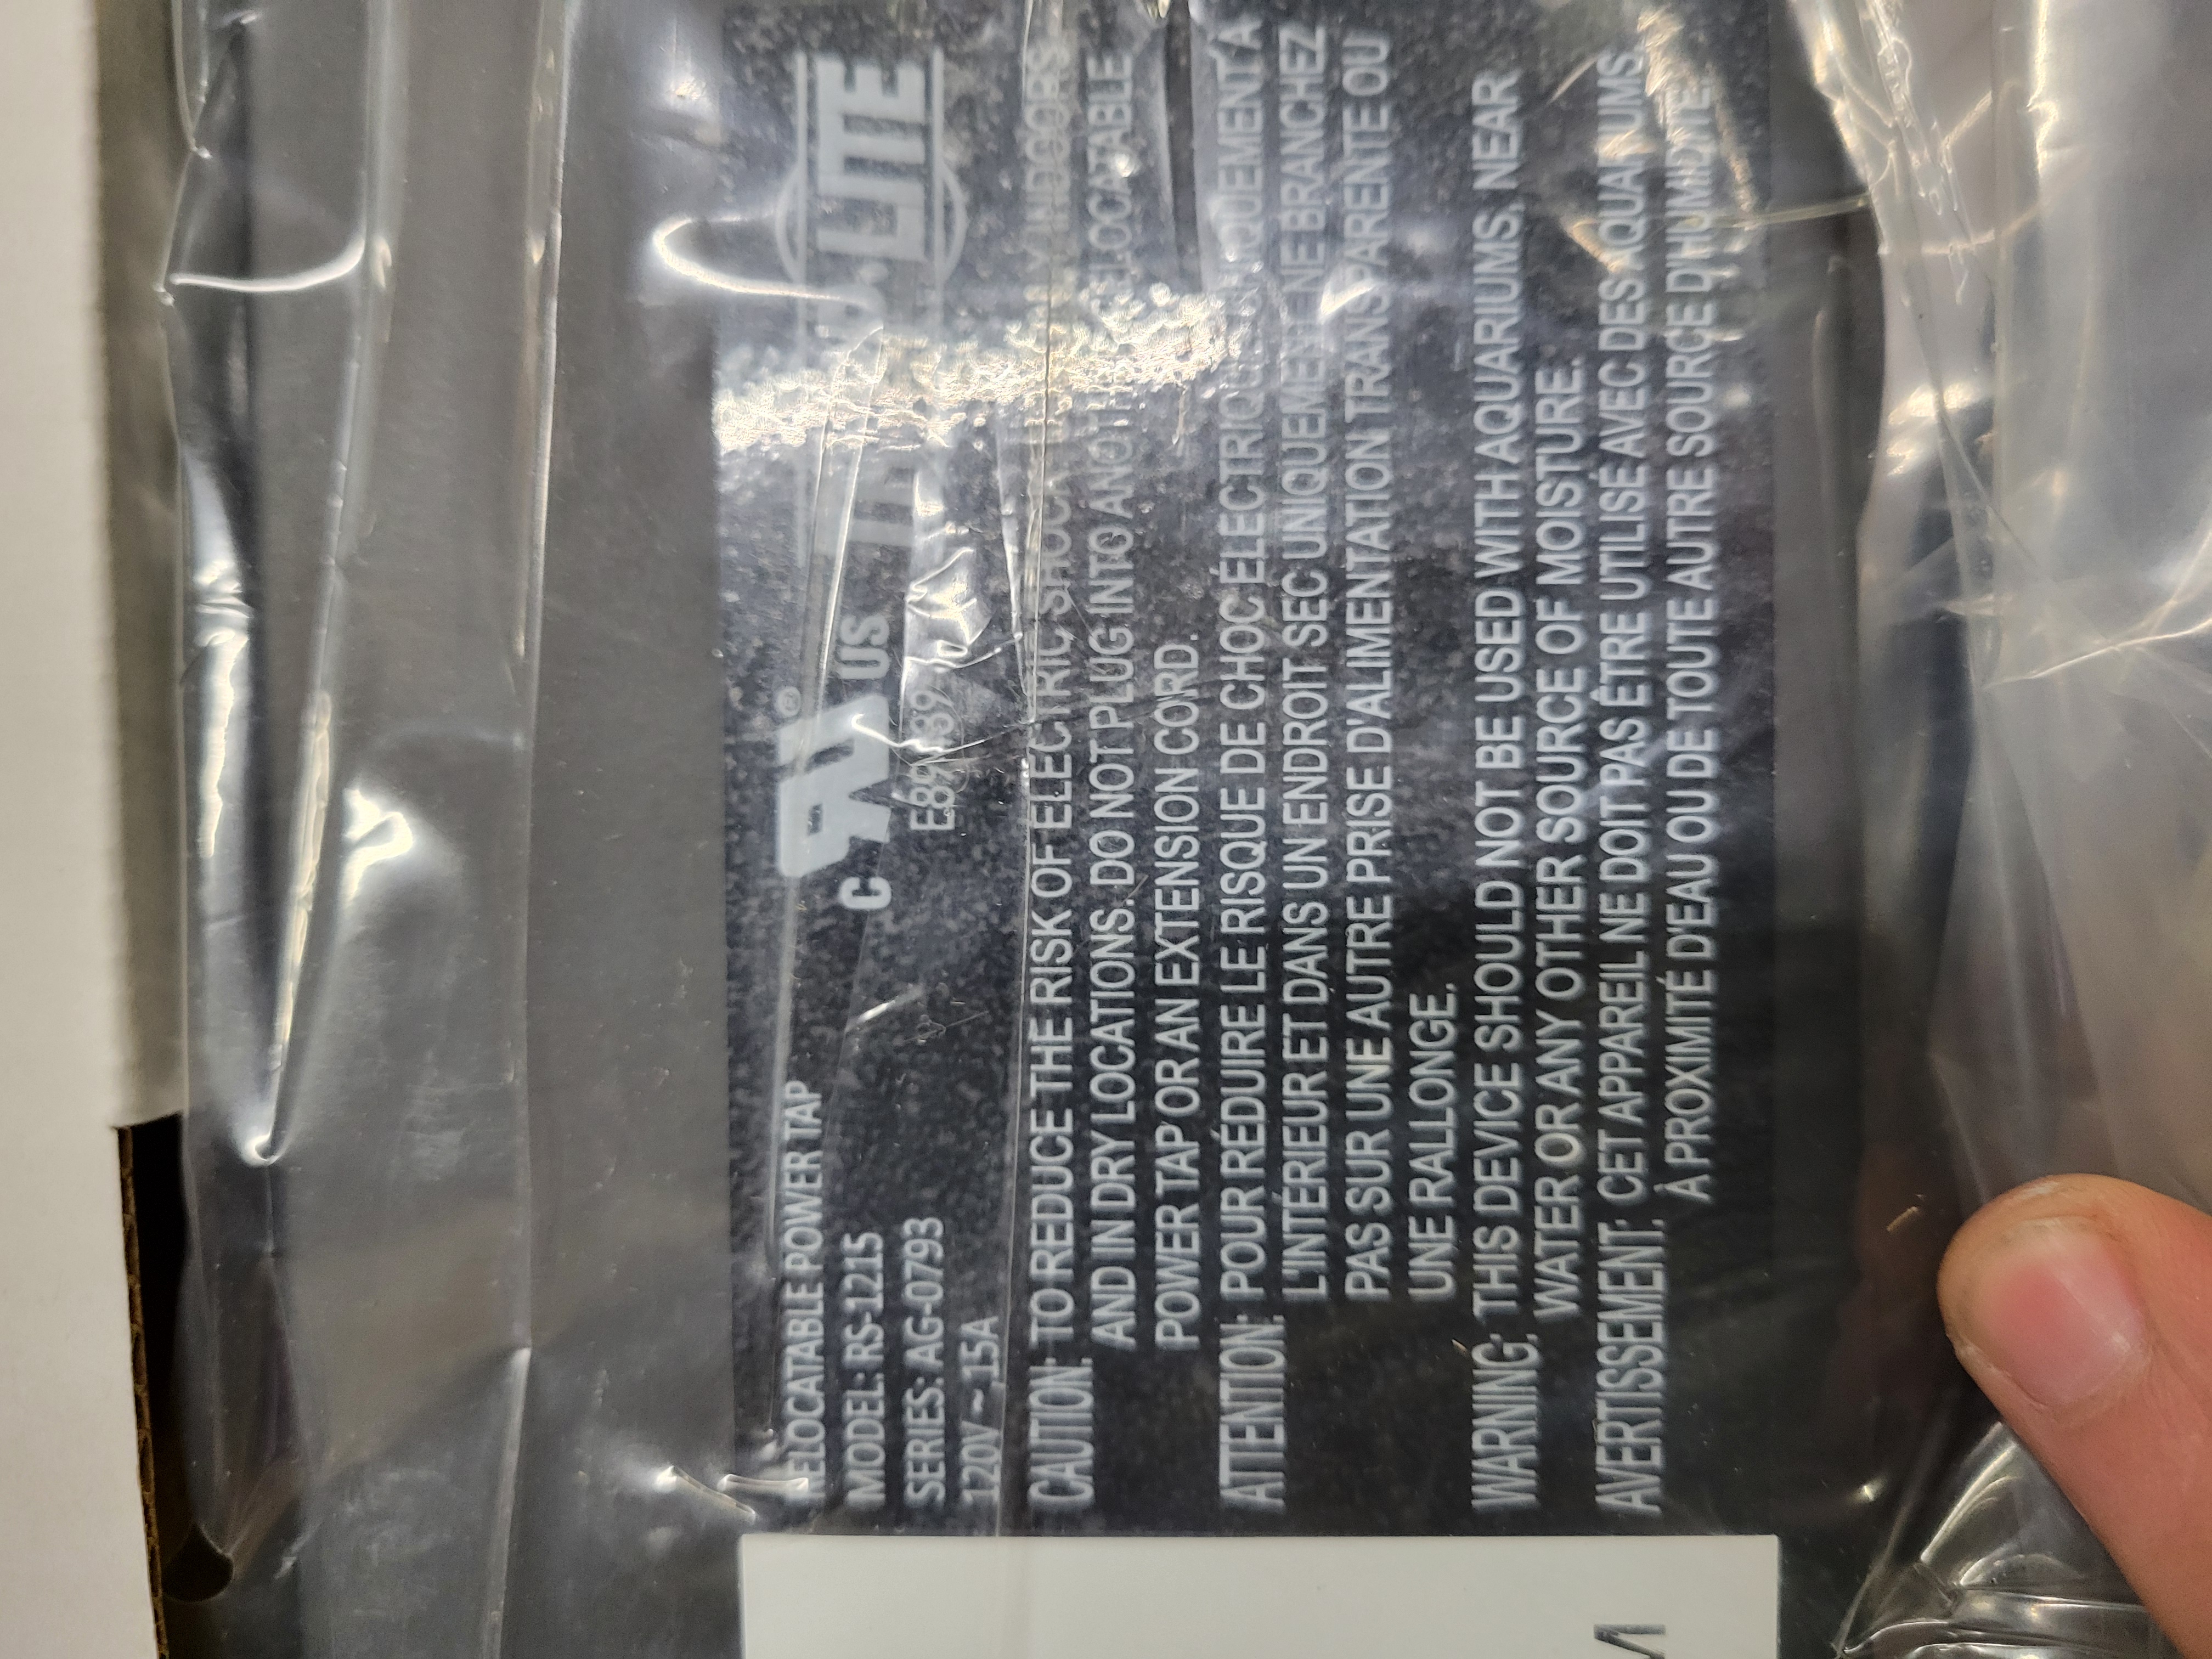 RELOCATABLE POWER TAP
MODEL: RS-1215
SERIES: AG-0793
120V ~ 15A
C ® US
LITE
CAUTION: TO REDUCE THE RISK OF ELECTRIC INDOORS
AND IN DRY LOCATIONS. DO NOT PLUG INTO ANOTHER RELOCATABLE
POWER TAP OR AN EXTENSION CORD.
ATTENTION: POUR RÉDUIRE LE RISQUE DE CHOC ELECTRIQUE. UNIQUEMENT À
L'INTÉRIEUR ET DANS UN ENDROIT SEC UNIQUEMENT. NE BRANCHEZ
PAS SUR UNE AUTRE PRISE D'ALIMENTATION TRANSPARENTE OU
UNE RALLONGE.
WARNING: THIS DEVICE SHOULD NOT BE USED WITH AQUARIUMS, NEAR
WATER OR ANY OTHER SOURCE OF MOISTURE.
AVERTISSEMENT: CET APPAREIL NE DOIT PAS ÊTRE UTILISÉ AVEC DES AQUARIUMS,
À PROXIMITÉ D'EAU OU DE TOUTE AUTRE SOURCE D'HUMIDITÉ.